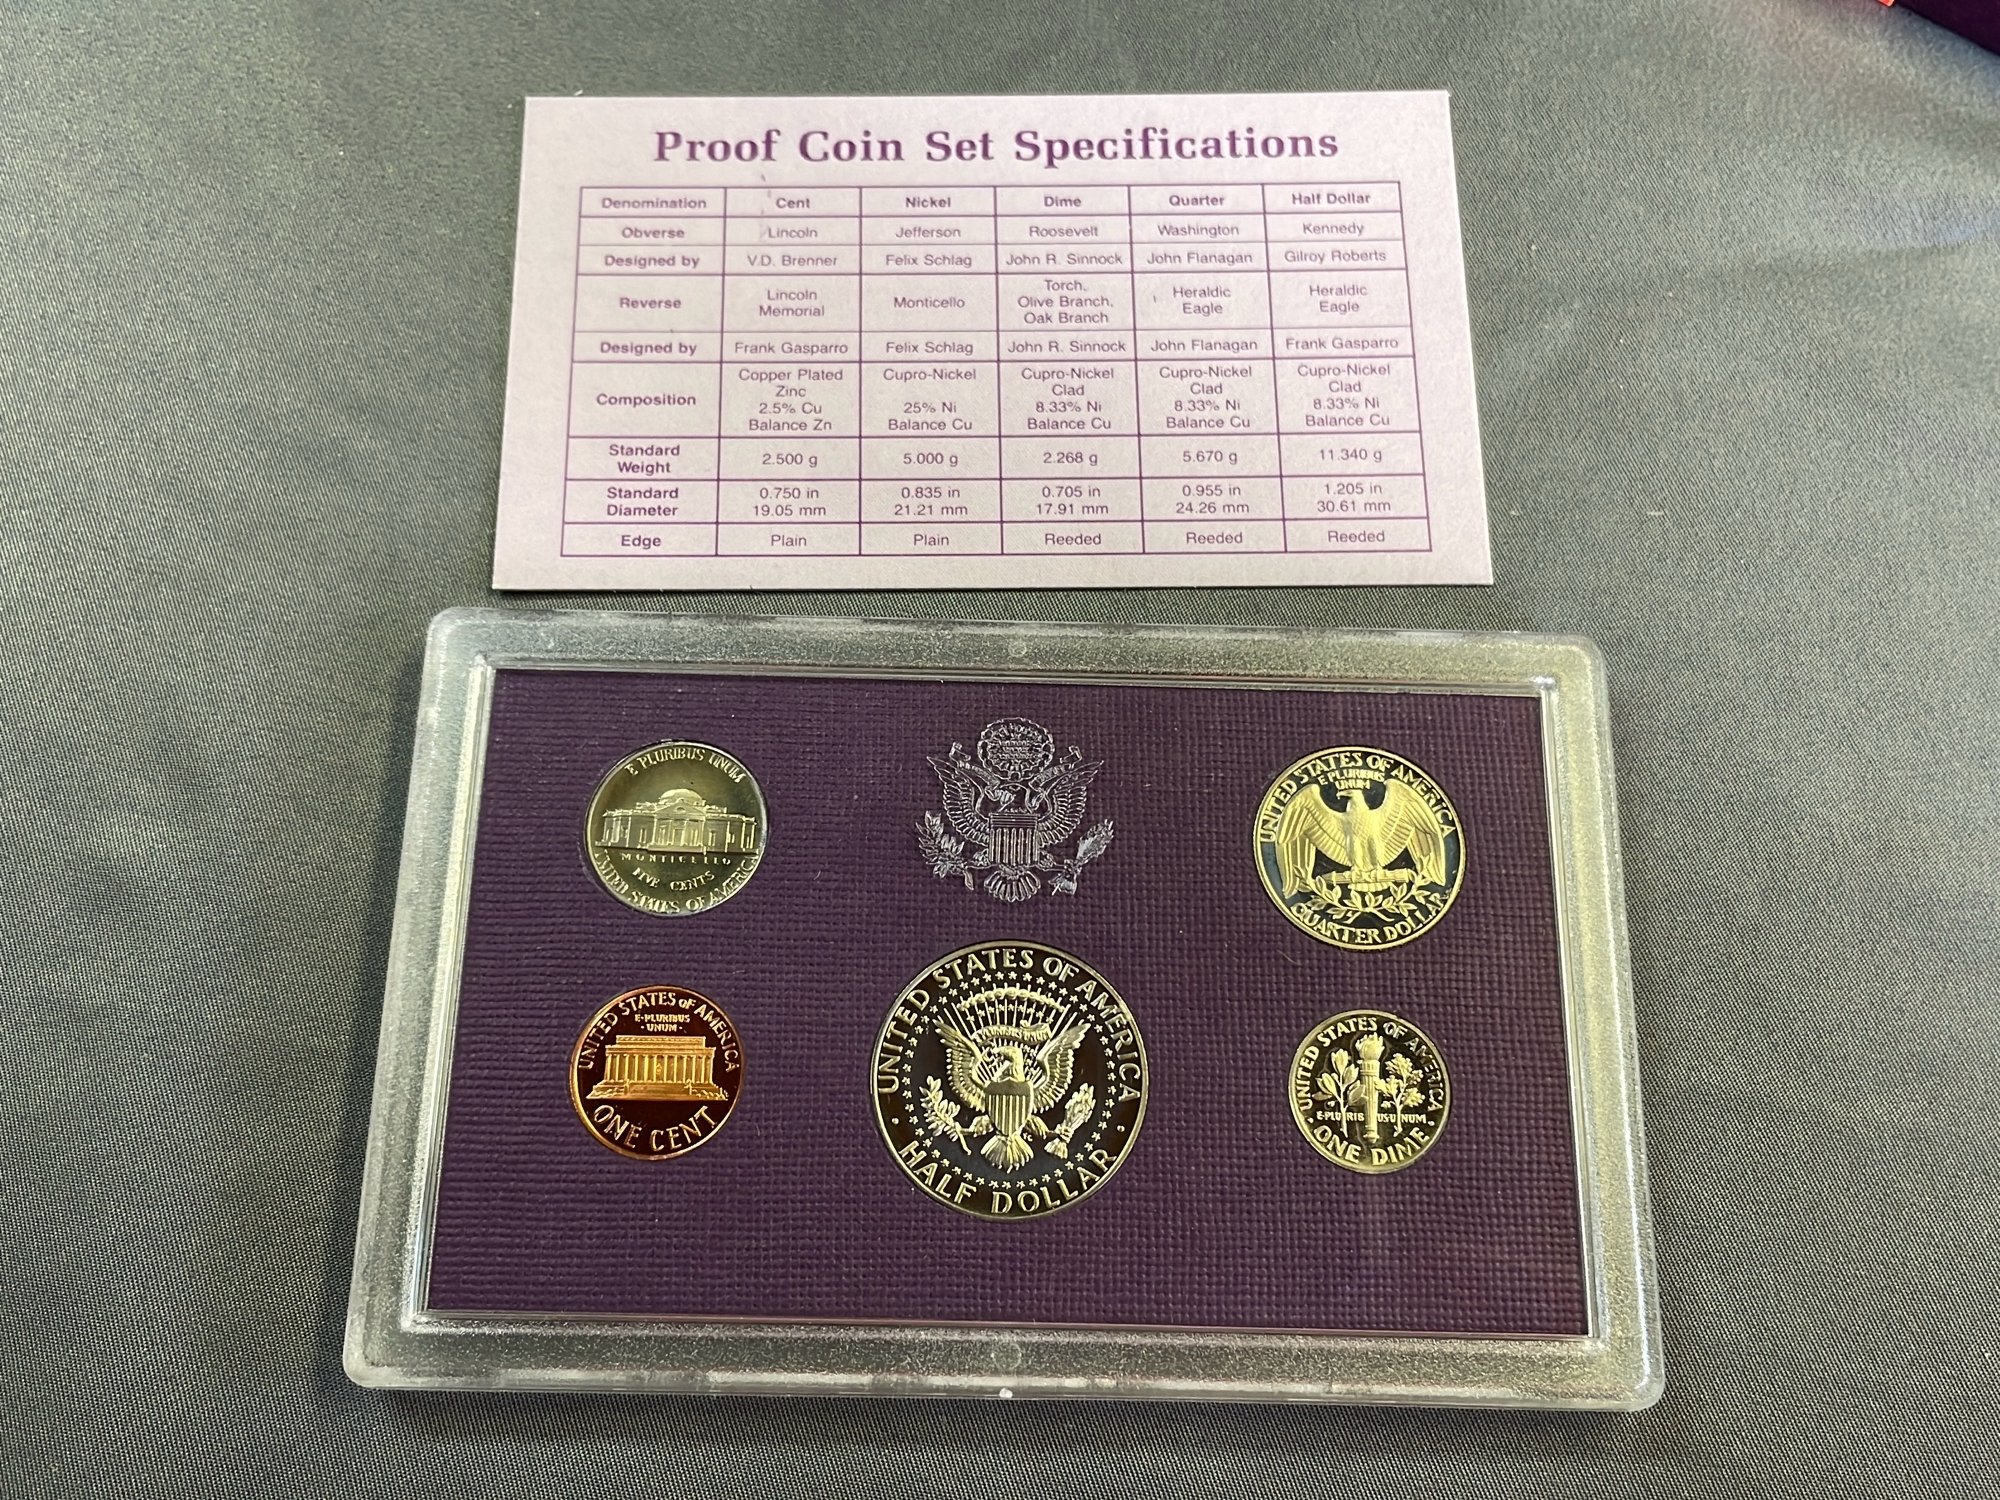 Proof Coin Set Specifications
Denomination Cent Nickel Dime Quarter Half Dollar
Obverse Lincoln Jefferson Roosevelt Washington Kennedy
Designed by V.D. Brenner Felix Schlag John R. Sinnock John Flanagan Gilroy Roberts
Reverse Lincoln Memorial Monticello Torch, Olive Branch, Oak Branch Heraldic Eagle Heraldic Eagle
Designed by Frank Gasparro Felix Schlag John R. Sinnock John Flanagan Frank Gasparro
Composition Copper Plated Zinc 2.5% Cu Balance Zn Cupro-Nickel 25% Ni Balance Cu Cupro-Nickel Clad 8.33% Ni Balance Cu Cupro-Nickel Clad 8.33% Ni Balance Cu Cupro-Nickel Clad 8.33% Ni Balance Cu
Standard Weight 2.500 g 5.000 g 2.268 g 5.670 g 11.340 g
Standard Diameter 0.750 in 19.05 mm 0.835 in 21.21 mm 0.705 in 17.91 mm 0.955 in 24.26 mm 1.205 in 30.61 mm
Edge Plain Plain Reeded Reeded Reeded
E PLURIBUS UNUM
MONTICELLO
FIVE CENTS
UNITED STATES OF AMERICA
UNITED STATES OF AMERICA
E PLURIBUS
UNUM
QUARTER DOLLAR
UNITED STATES OF AMERICA
E·PLURIBUS
·UNUM·
ONE CENT
UNITED STATES OF AMERICA
E PLURIBUS UNUM
HALF DOLLAR
UNITED STATES OF AMERICA
E·PLURIBUS·UNUM
ONE DIME